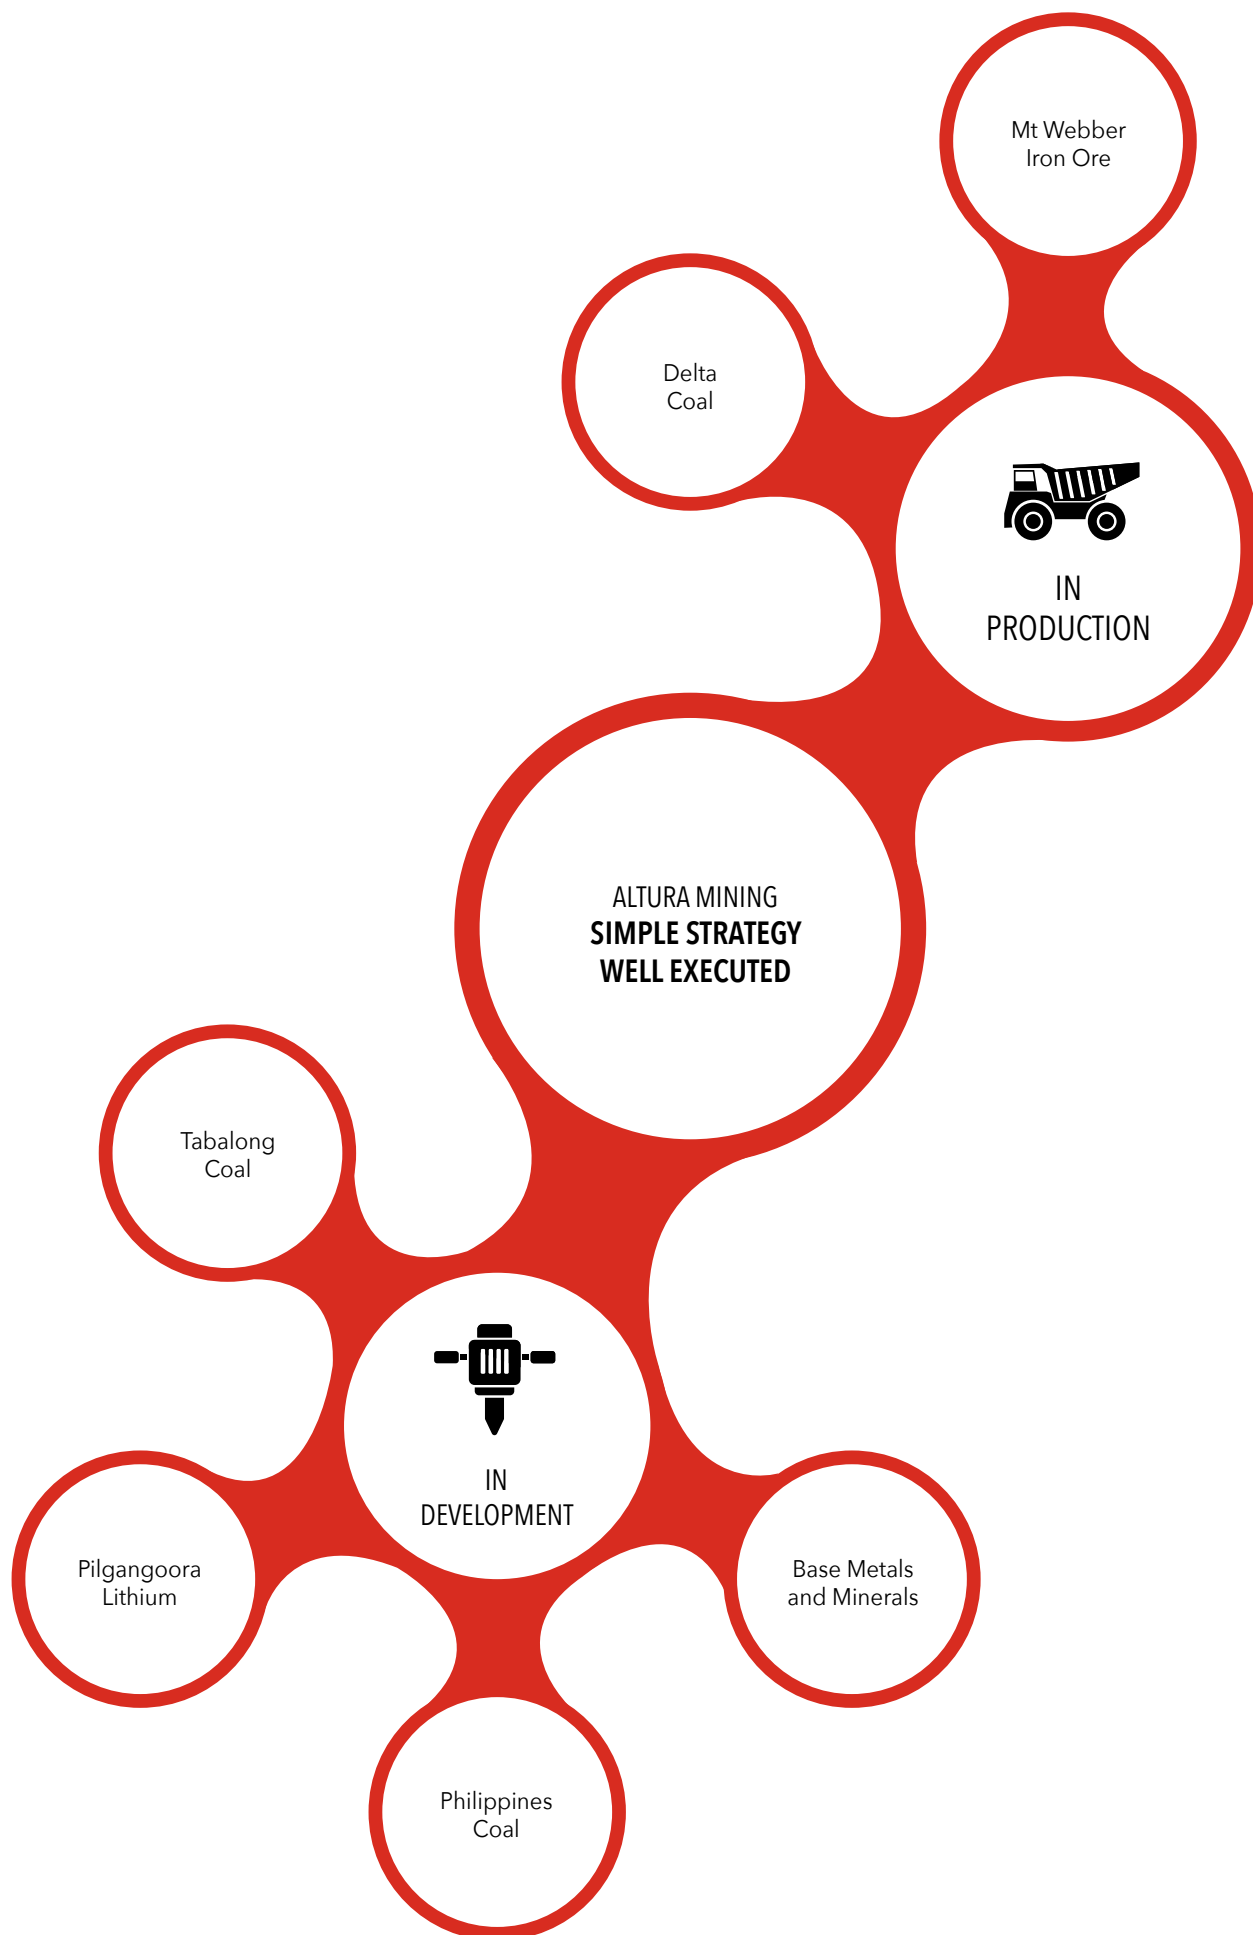 Mt Webber
Iron Ore
Delta
Coal
IN
PRODUCTION
ALTURA MINING
SIMPLE STRATEGY
WELL EXECUTED
Tabalong
Coal
IN
DEVELOPMENT
Pilgangoora
Lithium
Base Metals
and Minerals
Philippines
Coal